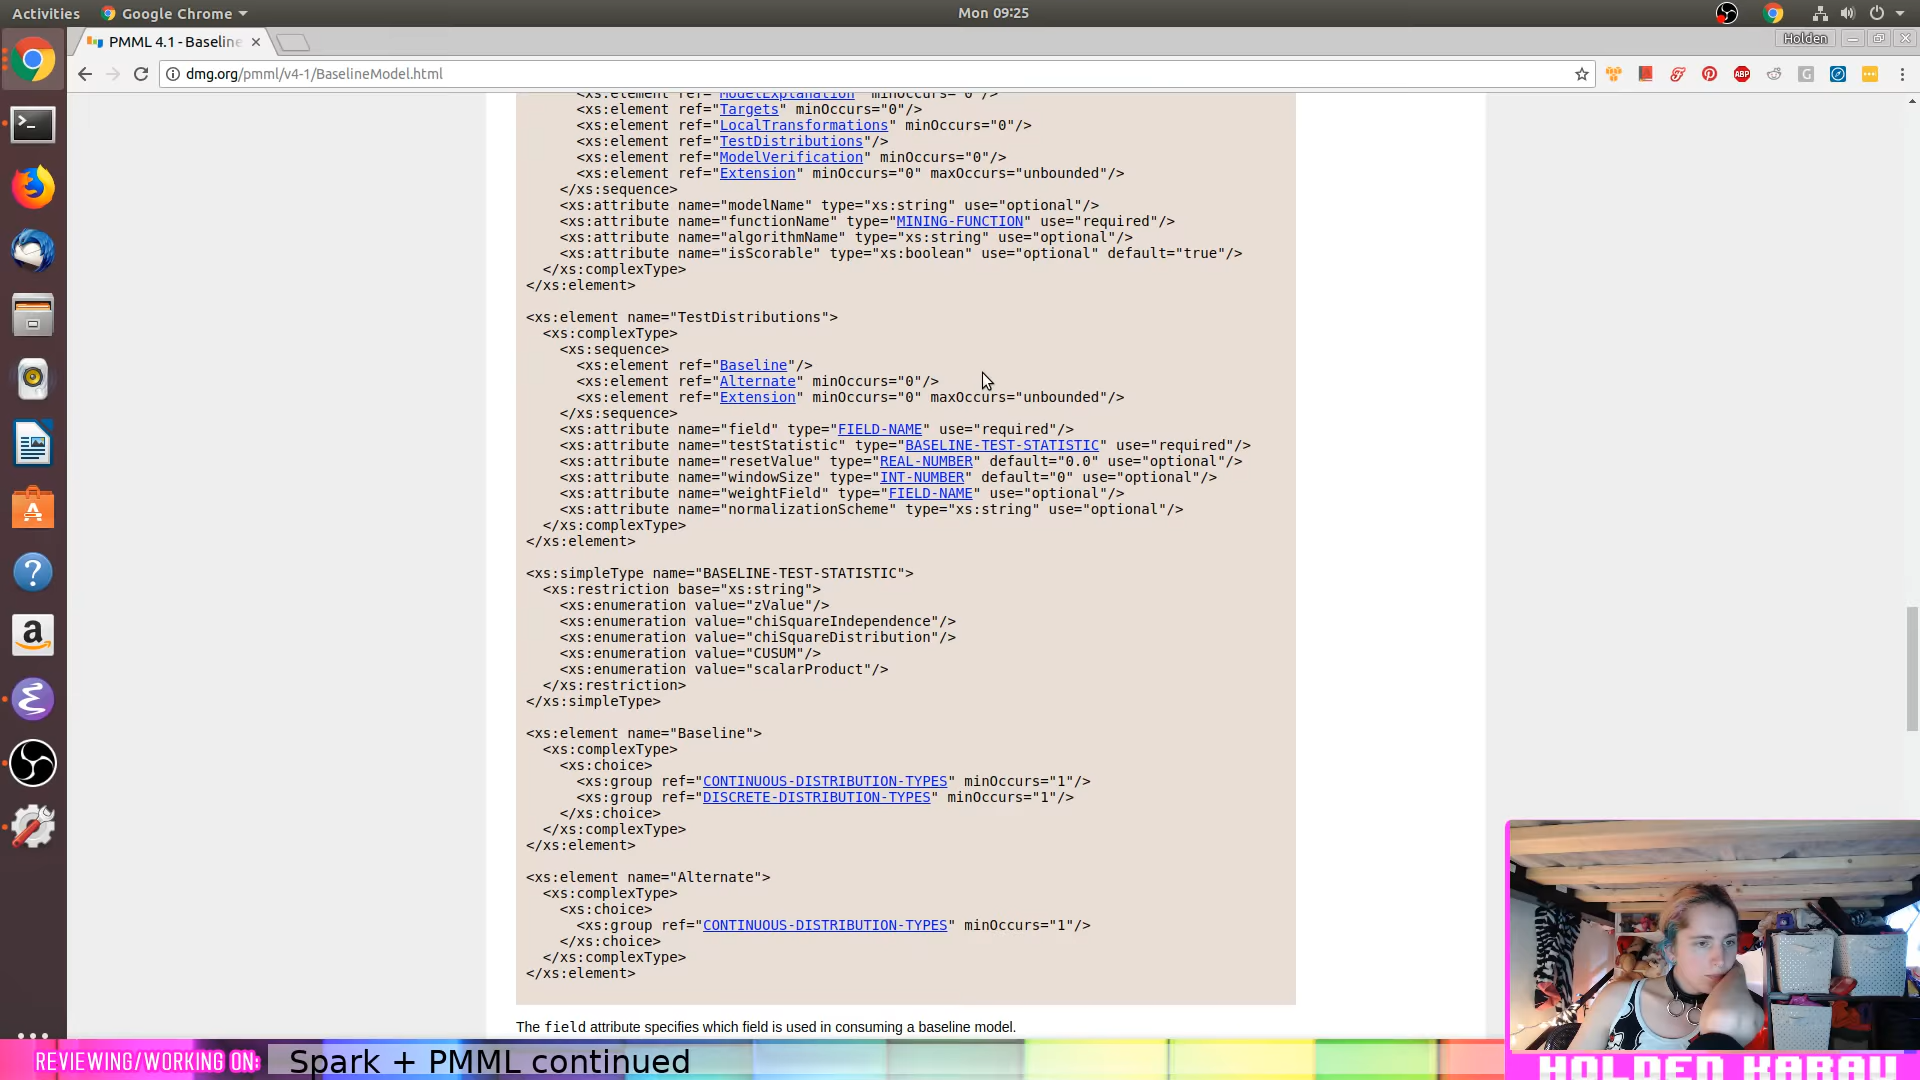 Activities
Google Chrome
Mon 09:25
PMML 4.1 - Baseline
Holden
dmg.org/pmml/v4-1/BaselineModel.html
<xs:element ref="ModelExplanation" minOccurs="0"/>
<xs:element ref="Targets" minOccurs="0"/>
<xs:element ref="LocalTransformations" minOccurs="0"/>
<xs:element ref="TestDistributions"/>
<xs:element ref="ModelVerification" minOccurs="0"/>
<xs:element ref="Extension" minOccurs="0" maxOccurs="unbounded"/>
</xs:sequence>
<xs:attribute name="modelName" type="xs:string" use="optional"/>
<xs:attribute name="functionName" type="MINING-FUNCTION" use="required"/>
<xs:attribute name="algorithmName" type="xs:string" use="optional"/>
<xs:attribute name="isScorable" type="xs:boolean" use="optional" default="true"/>
</xs:complexType>
</xs:element>
<xs:element name="TestDistributions">
<xs:complexType>
<xs:sequence>
<xs:element ref="Baseline"/>
<xs:element ref="Alternate" minOccurs="0"/>
<xs:element ref="Extension" minOccurs="0" maxOccurs="unbounded"/>
</xs:sequence>
<xs:attribute name="field" type="FIELD-NAME" use="required"/>
<xs:attribute name="testStatistic" type="BASELINE-TEST-STATISTIC" use="required"/>
<xs:attribute name="resetValue" type="REAL-NUMBER" default="0.0" use="optional"/>
<xs:attribute name="windowSize" type="INT-NUMBER" default="0" use="optional"/>
<xs:attribute name="weightField" type="FIELD-NAME" use="optional"/>
<xs:attribute name="normalizationScheme" type="xs:string" use="optional"/>
</xs:complexType>
</xs:element>
<xs:simpleType name="BASELINE-TEST-STATISTIC">
<xs:restriction base="xs:string">
<xs:enumeration value="zValue"/>
<xs:enumeration value="chiSquareIndependence"/>
<xs:enumeration value="chiSquareDistribution"/>
<xs:enumeration value="CUSUM"/>
<xs:enumeration value="scalarProduct"/>
</xs:restriction>
</xs:simpleType>
<xs:element name="Baseline">
<xs:complexType>
<xs:choice>
<xs:group ref="CONTINUOUS-DISTRIBUTION-TYPES" minOccurs="1"/>
<xs:group ref="DISCRETE-DISTRIBUTION-TYPES" minOccurs="1"/>
</xs:choice>
</xs:complexType>
</xs:element>
<xs:element name="Alternate">
<xs:complexType>
<xs:choice>
<xs:group ref="CONTINUOUS-DISTRIBUTION-TYPES" minOccurs="1"/>
</xs:choice>
</xs:complexType>
</xs:element>
The field attribute specifies which field is used in consuming a baseline model.
REVIEWING/WORKING ON:
Spark + PMML continued
HOLDEN KARAU